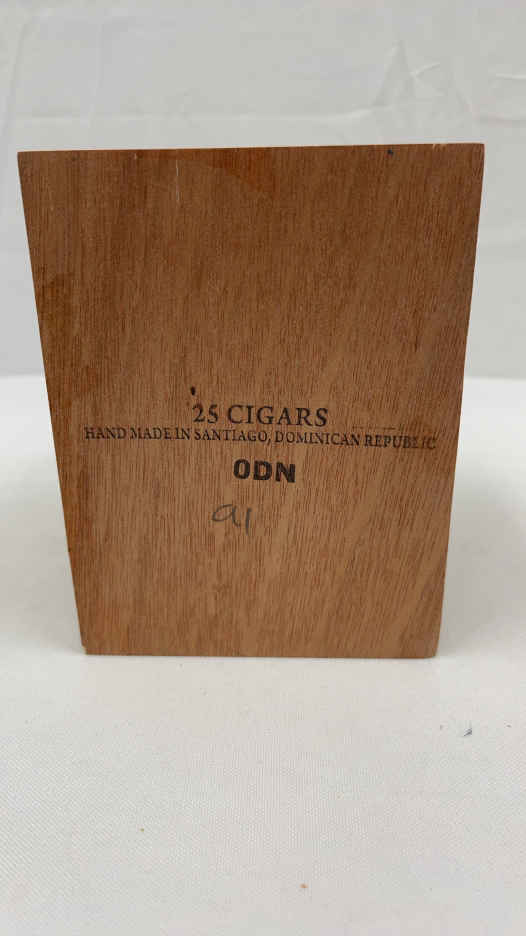 25 CIGARS
HAND MADE IN SANTIAGO, DOMINICAN REPUBLIC
ODN
91